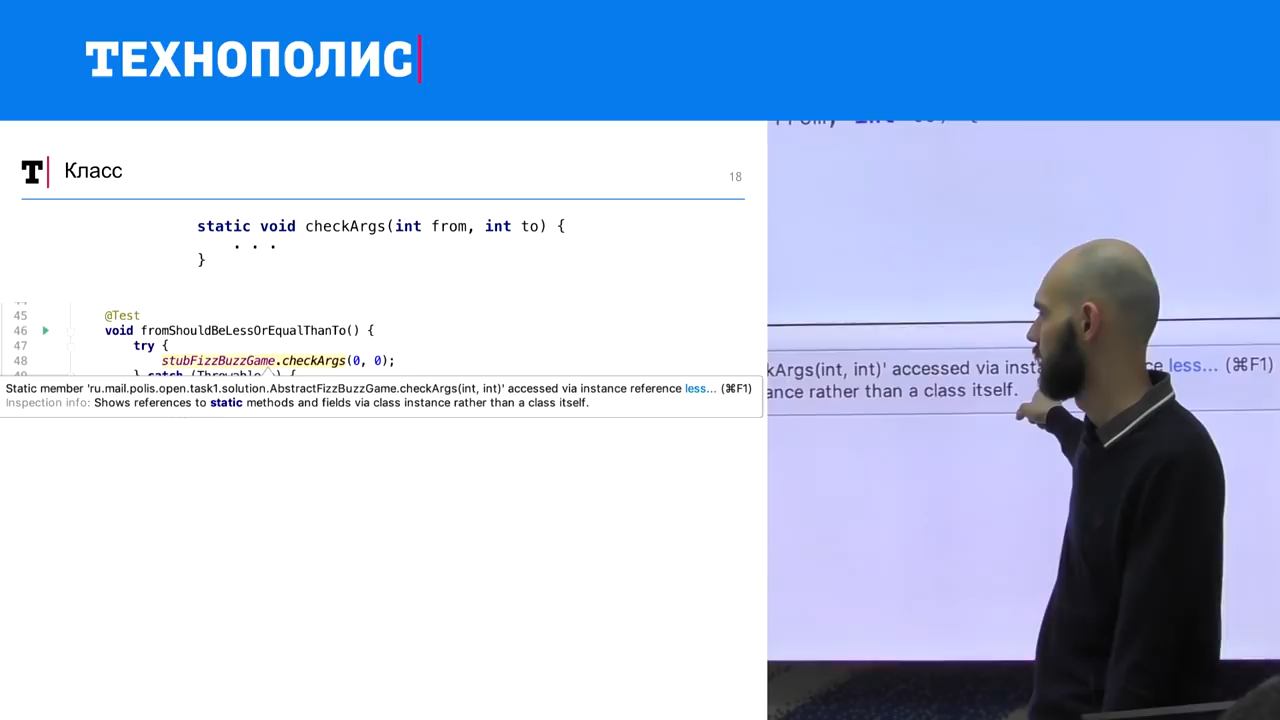 ТЕХНОПОЛИС
T Класс
18
static void checkArgs(int from, int to) {
. . .
}
45 @Test
46 void fromShouldBeLessOrEqualThanTo() {
47 try {
48 stubFizzBuzzGame.checkArgs(0, 0);
} catch (Throwable ) {
Static member 'ru.mail.polis.open.task1.solution.AbstractFizzBuzzGame.checkArgs(int, int)' accessed via instance reference less... (⌘F1)
Inspection info: Shows references to static methods and fields via class instance rather than a class itself.
kArgs(int, int)' accessed via insta ce less... (⌘F1)
ance rather than a class itself.